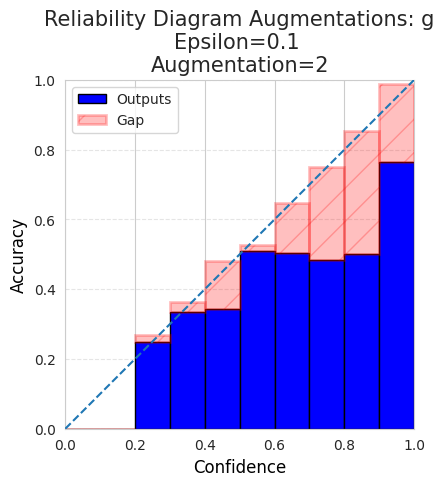 Reliability Diagram Augmentations: g
Epsilon=0.1
Augmentation=2
1.0
0.8
0.6
0.4
0.2
0.0
Accuracy
Outputs
Gap
0.0 0.2 0.4 0.6 0.8 1.0
Confidence